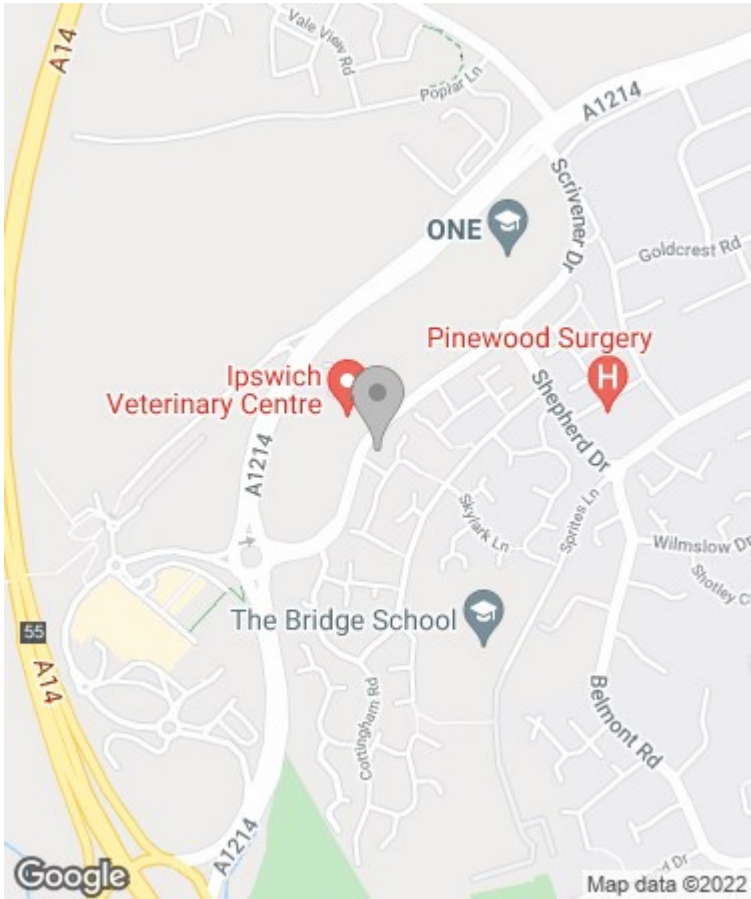 A14
Vale View Rd
Poplar Ln
A1214
Scrivener Dr
ONE
Goldcrest Rd
Pinewood Surgery
H
Ipswich
Veterinary Centre
Shepherd Dr
A1214
Skylark Ln
Sprites Ln
Wilmslow Dr
Shotley C
The Bridge School
55
A14
Cottingham Rd
Belmont Rd
A1214
Dr
Google
Map data ©2022